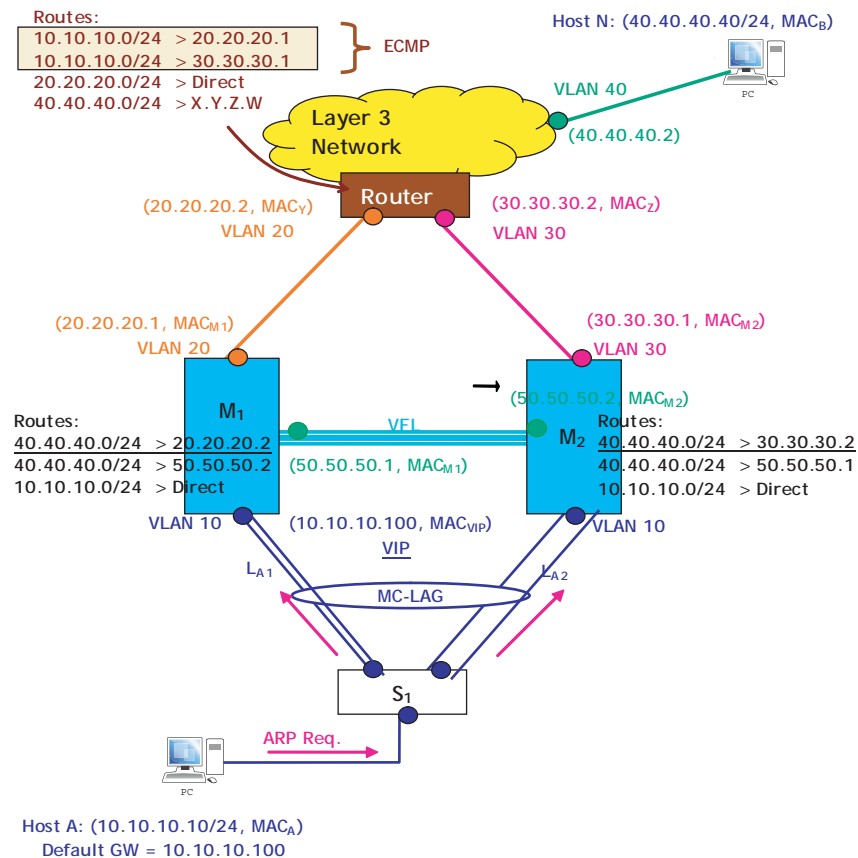 Routes:
10.10.10.0/24 > 20.20.20.1
10.10.10.0/24 > 30.30.30.1
20.20.20.0/24 > Direct
40.40.40.0/24 > X.Y.Z.W
ECMP
Host N: (40.40.40.40/24, MACB)
PC
VLAN 40
(40.40.40.2)
Layer 3
Network
Router
(20.20.20.2, MACY)
VLAN 20
(30.30.30.2, MACZ)
VLAN 30
(20.20.20.1, MACM1)
VLAN 20
(30.30.30.1, MACM2)
VLAN 30
M1
VFL
(50.50.50.2, MACM2)
M2
(50.50.50.1, MACM1)
Routes:
40.40.40.0/24 > 20.20.20.2
40.40.40.0/24 > 50.50.50.2
10.10.10.0/24 > Direct
Routes:
40.40.40.0/24 > 30.30.30.2
40.40.40.0/24 > 50.50.50.1
10.10.10.0/24 > Direct
VLAN 10
(10.10.10.100, MACVIP)
VIP
VLAN 10
LA1
LA2
MC-LAG
S1
ARP Req.
PC
Host A: (10.10.10.10/24, MACA)
Default GW = 10.10.10.100